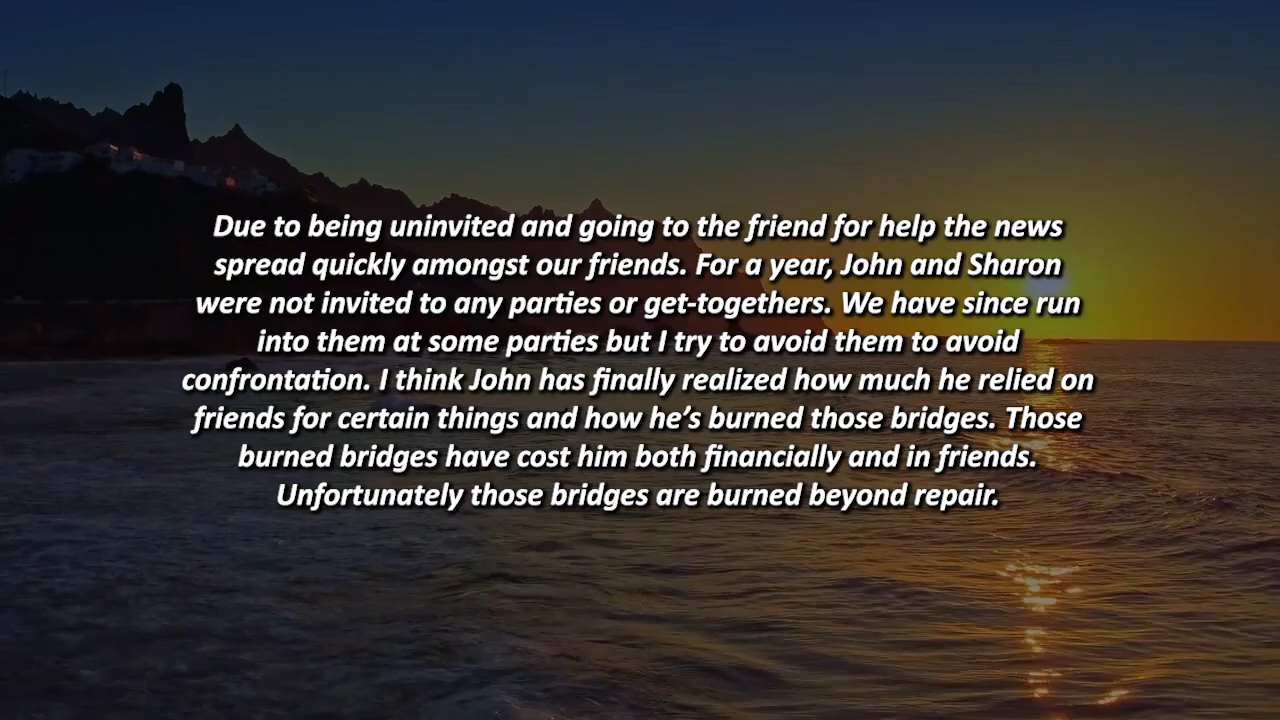 Due to being uninvited and going to the friend for help the news
spread quickly amongst our friends. For a year, John and Sharon
were not invited to any parties or get-togethers. We have since run
into them at some parties but I try to avoid them to avoid
confrontation. I think John has finally realized how much he relied on
friends for certain things and how he’s burned those bridges. Those
burned bridges have cost him both financially and in friends.
Unfortunately those bridges are burned beyond repair.